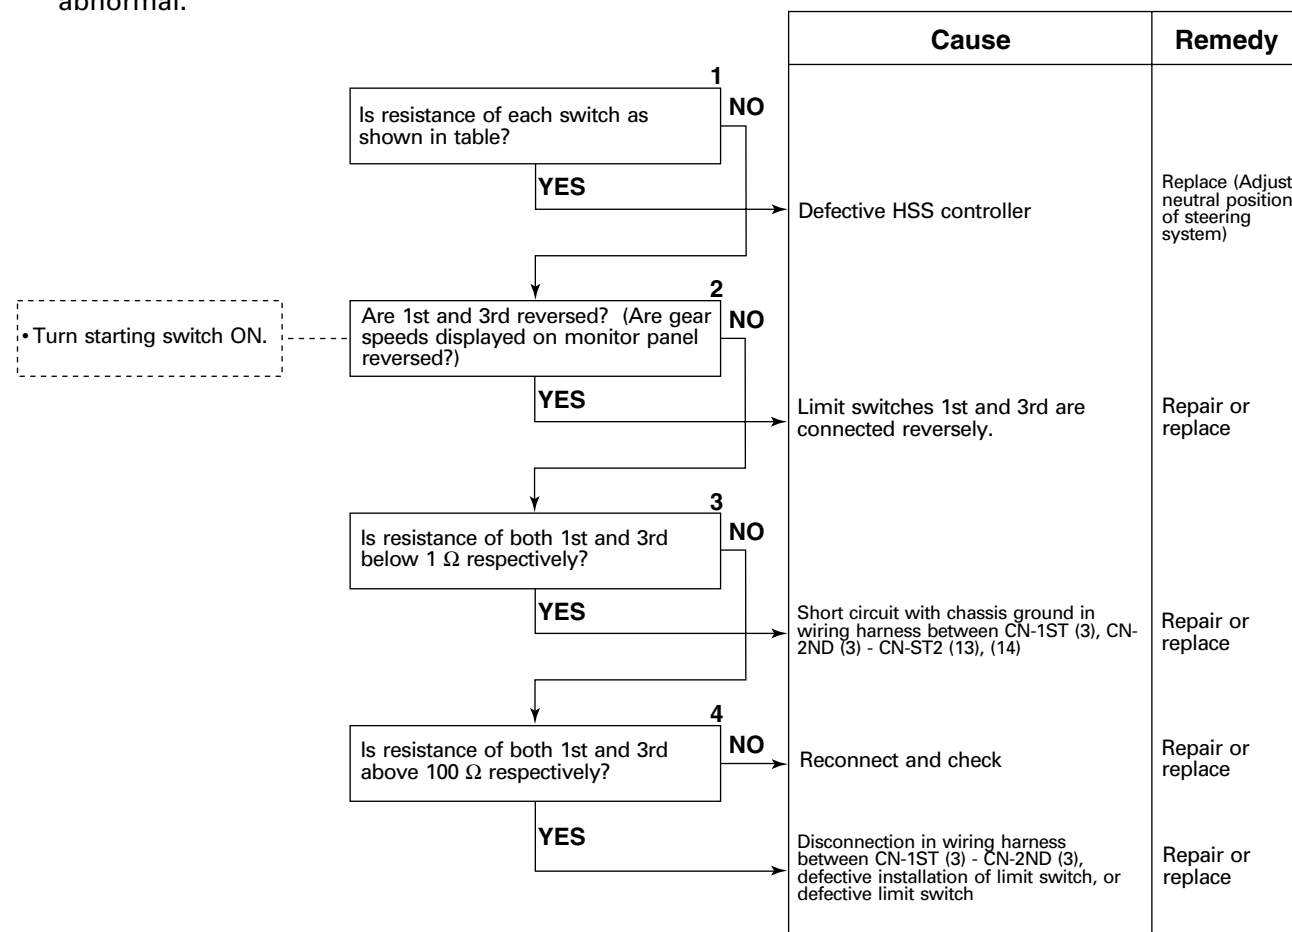 abnormal.
Cause
Remedy
1
Is resistance of each switch as
shown in table?
NO
YES
Defective HSS controller
Replace (Adjust
neutral position
of steering
system)
• Turn starting switch ON.
2
Are 1st and 3rd reversed? (Are gear
speeds displayed on monitor panel
reversed?)
NO
YES
Limit switches 1st and 3rd are
connected reversely.
Repair or
replace
3
Is resistance of both 1st and 3rd
below 1 Ω respectively?
NO
YES
Short circuit with chassis ground in
wiring harness between CN-1ST (3), CN-
2ND (3) - CN-ST2 (13), (14)
Repair or
replace
4
Is resistance of both 1st and 3rd
above 100 Ω respectively?
NO
Reconnect and check
Repair or
replace
YES
Disconnection in wiring harness
between CN-1ST (3) - CN-2ND (3),
defective installation of limit switch, or
defective limit switch
Repair or
replace